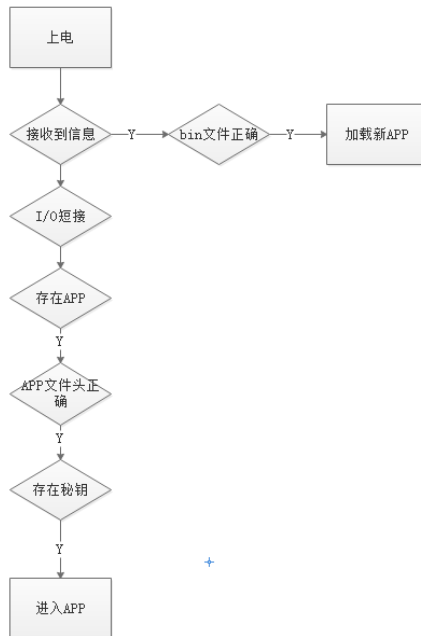 上电
接收到信息
Y
bin文件正确
Y
加载新APP
I/O短接
存在APP
Y
APP文件头正
确
Y
存在秘钥
Y
进入APP